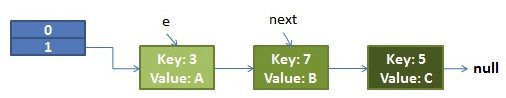 e
next
0
1
Key: 3
Value: A
Key: 7
Value: B
Key: 5
Value: C
null